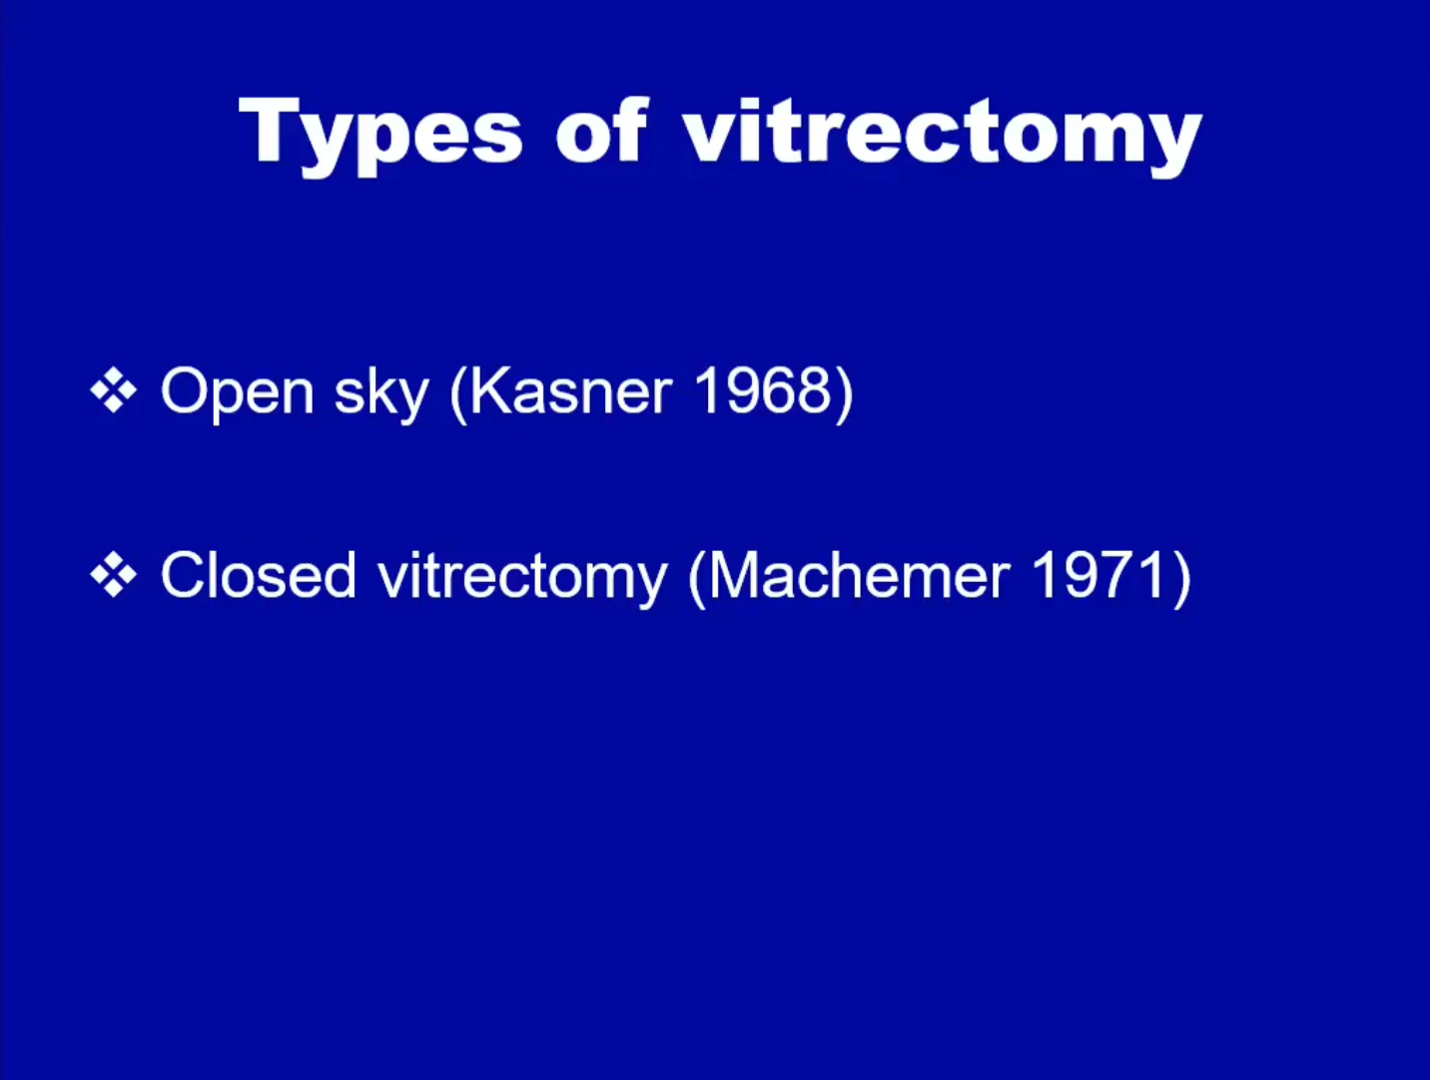 Types of vitrectomy
❖ Open sky (Kasner 1968)
❖ Closed vitrectomy (Machemer 1971)